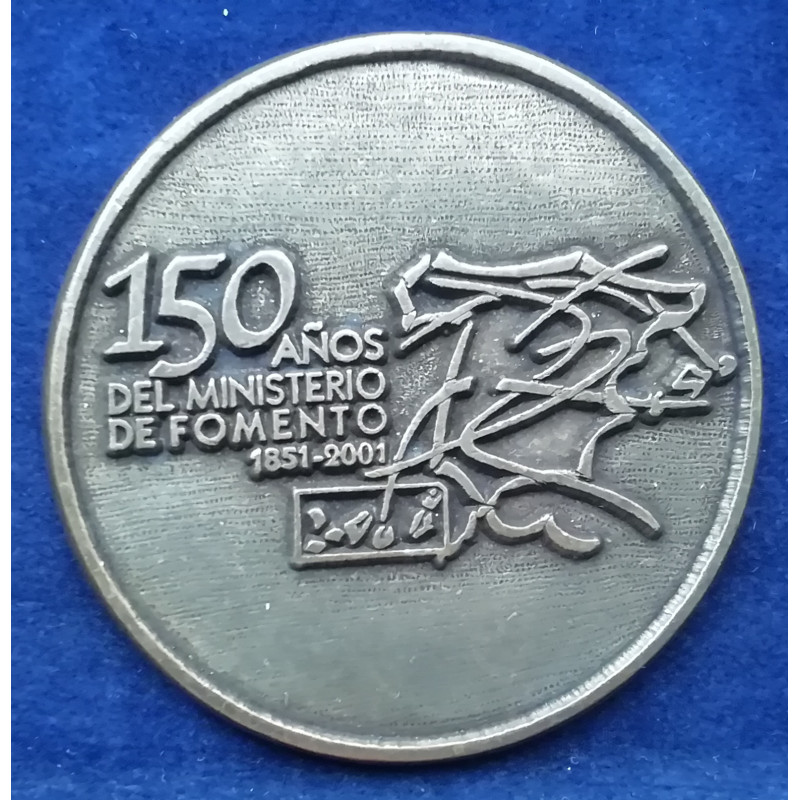 150 AÑOS
DEL MINISTERIO
DE FOMENTO
1851-2001